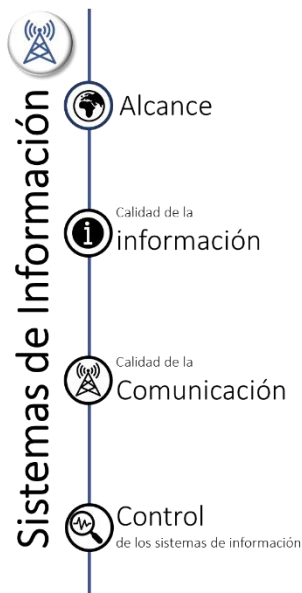 Sistemas de Información
Alcance
Calidad de la
información
Calidad de la
Comunicación
Control
de los sistemas de información